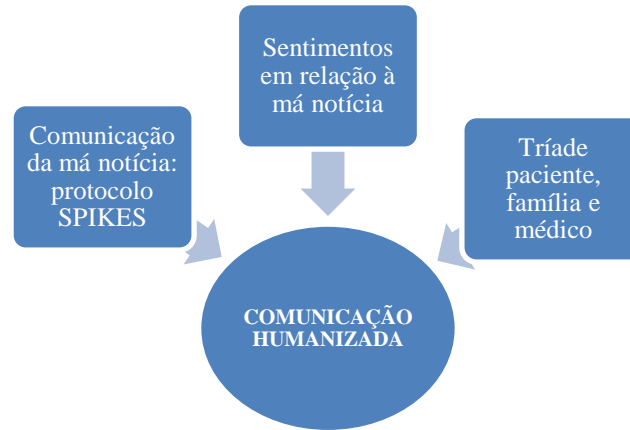 Sentimentos
em relação à
má notícia
Comunicação
da má notícia:
protocolo
SPIKES
Tríade
paciente,
família e
médico
COMUNICAÇÃO
HUMANIZADA